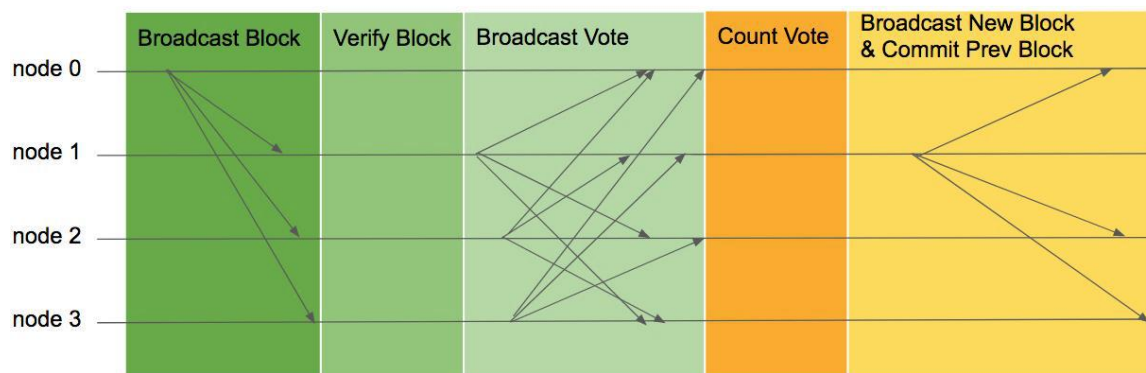 Broadcast Block
Verify Block
Broadcast Vote
Count Vote
Broadcast New Block
& Commit Prev Block
node 0
node 1
node 2
node 3